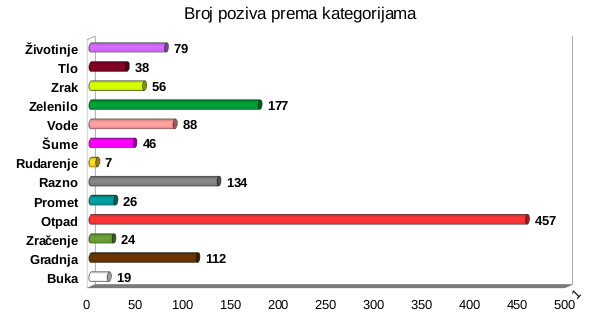 Broj poziva prema kategorijama
Životinje 79
Tlo 38
Zrak 56
Zelenilo 177
Vode 88
Šume 46
Rudarenje 7
Razno 134
Promet 26
Otpad 457
Zračenje 24
Gradnja 112
Buka 19
0 50 100 150 200 250 300 350 400 450 500 1